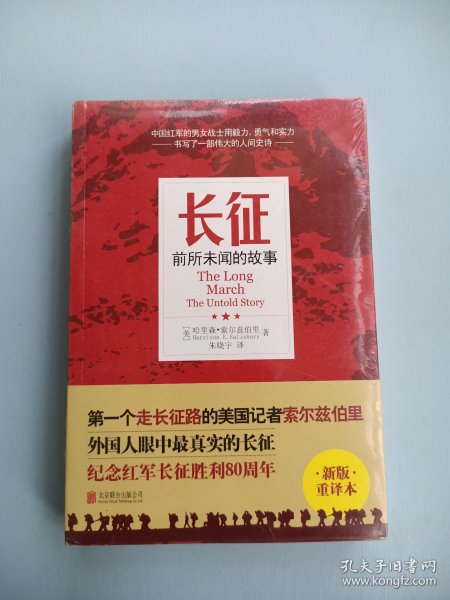 中国红军的男女战士用毅力、勇气和实力
书写了一部伟大的人间史诗
长征
前所未闻的故事
The Long
March
The Untold Story
[美] 哈里森·索尔兹伯里 著
Harrison E.Salisbury
朱晓宇 译
第一个走长征路的美国记者索尔兹伯里
外国人眼中最真实的长征
纪念红军长征胜利80周年
·新版·
重译本
北京联合出版公司
孔夫子旧书网
www.kongfz.com